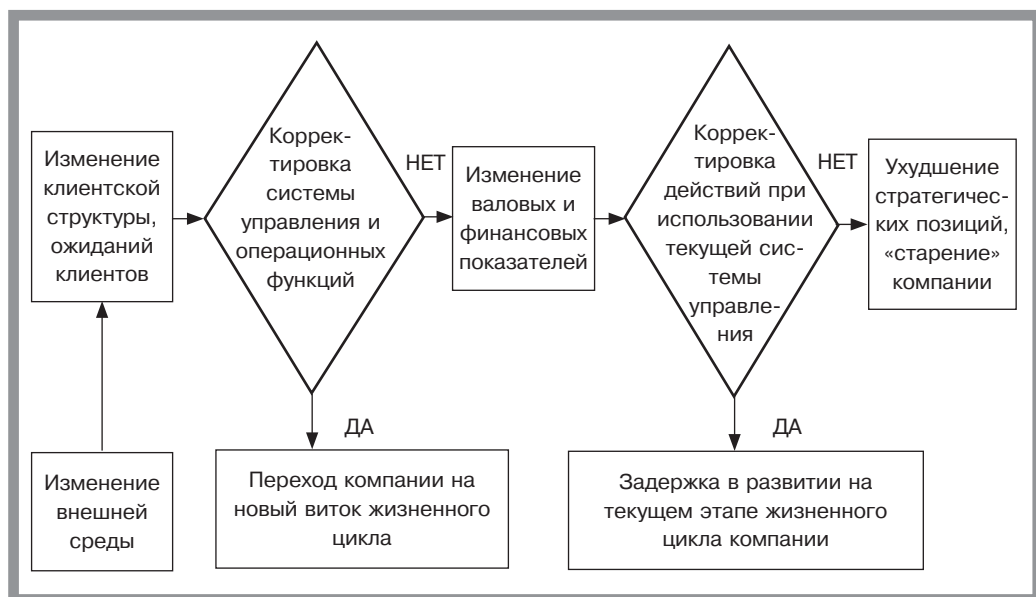 Изменение
клиентской
структуры,
ожиданий
клиентов
Коррек-
тировка
системы
управления и
операционных
функций
НЕТ
Изменение
валовых и
финансовых
показателей
Коррек-
тировка
действий при
использовании
текущей сис-
темы
управле-
ния
НЕТ
Ухудшение
стратегичес-
ких позиций,
«старение»
компании
ДА
ДА
Изменение
внешней
среды
Переход компании на
новый виток жизненного
цикла
Задержка в развитии на
текущем этапе жизненного
цикла компании